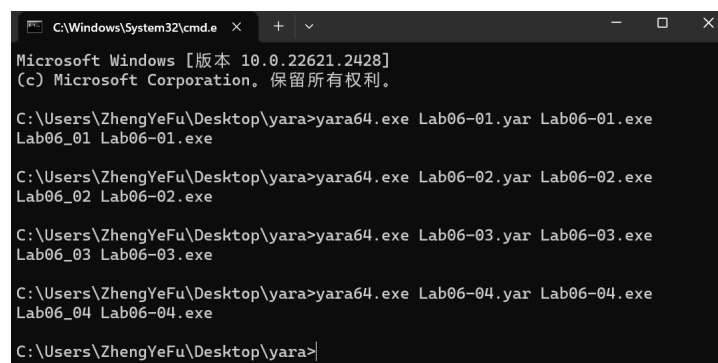 C:\Windows\System32\cmd.e
Microsoft Windows [版本 10.0.22621.2428]
(c) Microsoft Corporation。保留所有权利。
C:\Users\ZhengYeFu\Desktop\yara>yara64.exe Lab06-01.yar Lab06-01.exe
Lab06_01 Lab06-01.exe
C:\Users\ZhengYeFu\Desktop\yara>yara64.exe Lab06-02.yar Lab06-02.exe
Lab06_02 Lab06-02.exe
C:\Users\ZhengYeFu\Desktop\yara>yara64.exe Lab06-03.yar Lab06-03.exe
Lab06_03 Lab06-03.exe
C:\Users\ZhengYeFu\Desktop\yara>yara64.exe Lab06-04.yar Lab06-04.exe
Lab06_04 Lab06-04.exe
C:\Users\ZhengYeFu\Desktop\yara>